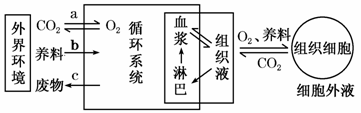 外界环境
CO₂ a O₂
养料 b
废物 c
循环系统
血浆
淋巴
组织液
O₂、养料
CO₂
组织细胞
细胞外液